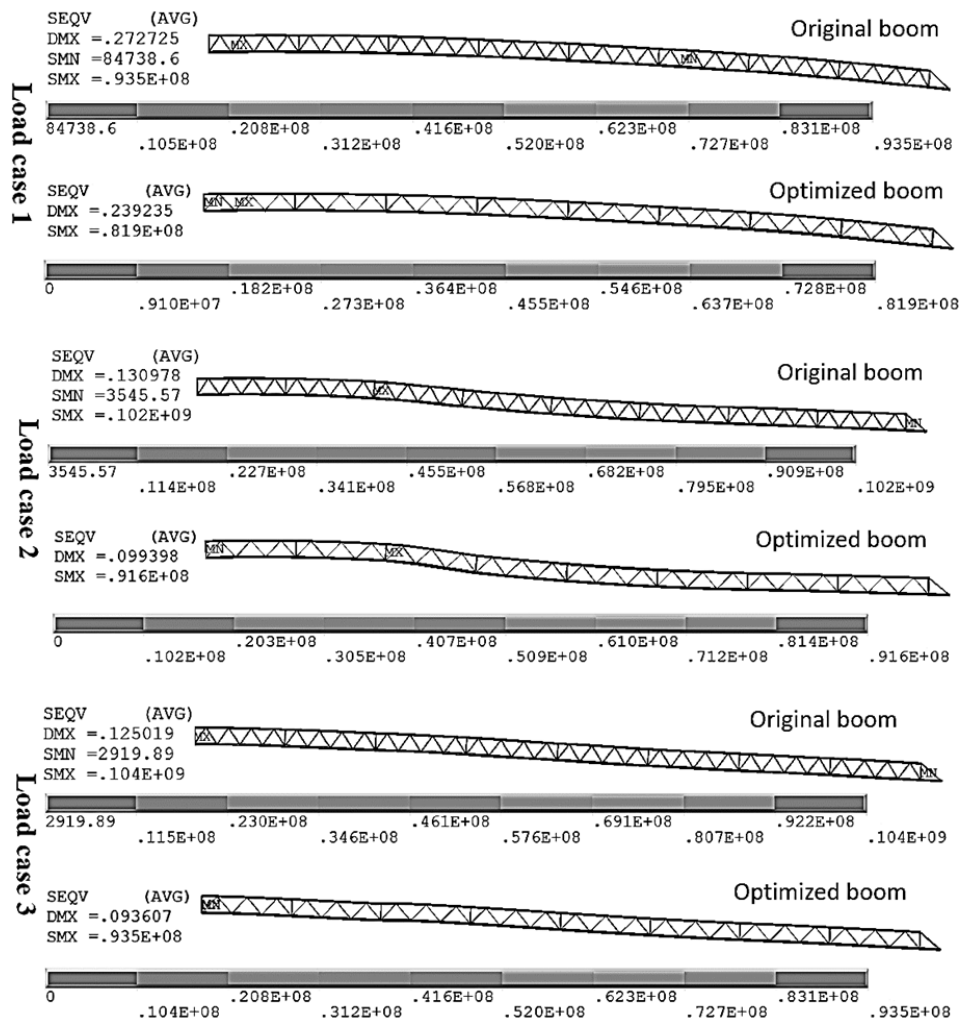 Load case 1
SEQV (AVG)
DMX =.272725
SMN =84738.6
SMX =.935E+08
Original boom
MX
MN
84738.6 .208E+08 .416E+08 .623E+08 .831E+08
.105E+08 .312E+08 .520E+08 .727E+08 .935E+08
SEQV (AVG)
DMX =.239235
SMX =.819E+08
Optimized boom
MN MX
0 .182E+08 .364E+08 .546E+08 .728E+08
.910E+07 .273E+08 .455E+08 .637E+08 .819E+08
Load case 2
SEQV (AVG)
DMX =.130978
SMN =3545.57
SMX =.102E+09
Original boom
MX
MN
3545.57 .227E+08 .455E+08 .682E+08 .909E+08
.114E+08 .341E+08 .568E+08 .795E+08 .102E+09
SEQV (AVG)
DMX =.099398
SMX =.916E+08
Optimized boom
MN MX
0 .203E+08 .407E+08 .610E+08 .814E+08
.102E+08 .305E+08 .509E+08 .712E+08 .916E+08
Load case 3
SEQV (AVG)
DMX =.125019
SMN =2919.89
SMX =.104E+09
Original boom
MX
MN
2919.89 .230E+08 .461E+08 .691E+08 .922E+08
.115E+08 .346E+08 .576E+08 .807E+08 .104E+09
SEQV (AVG)
DMX =.093607
SMX =.935E+08
Optimized boom
0 .208E+08 .416E+08 .623E+08 .831E+08
.104E+08 .312E+08 .520E+08 .727E+08 .935E+08